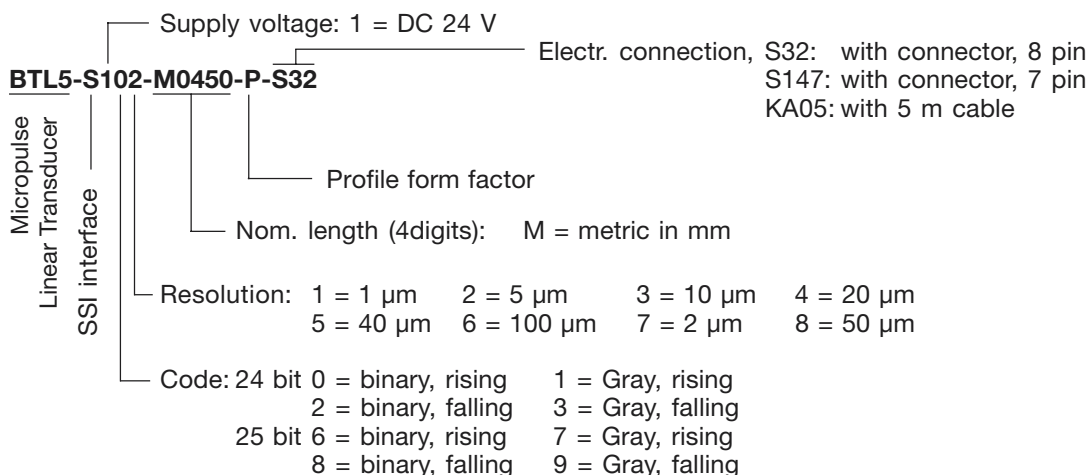 Supply voltage: 1 = DC 24 V
Electr. connection, S32: with connector, 8 pin
S147: with connector, 7 pin
KA05: with 5 m cable
BTL5-S102-M0450-P-S32
Micropulse
Linear Transducer
SSI interface
Profile form factor
Nom. length (4digits): M = metric in mm
Resolution: 1 = 1 µm 2 = 5 µm 3 = 10 µm 4 = 20 µm
5 = 40 µm 6 = 100 µm 7 = 2 µm 8 = 50 µm
Code: 24 bit 0 = binary, rising 1 = Gray, rising
2 = binary, falling 3 = Gray, falling
25 bit 6 = binary, rising 7 = Gray, rising
8 = binary, falling 9 = Gray, falling